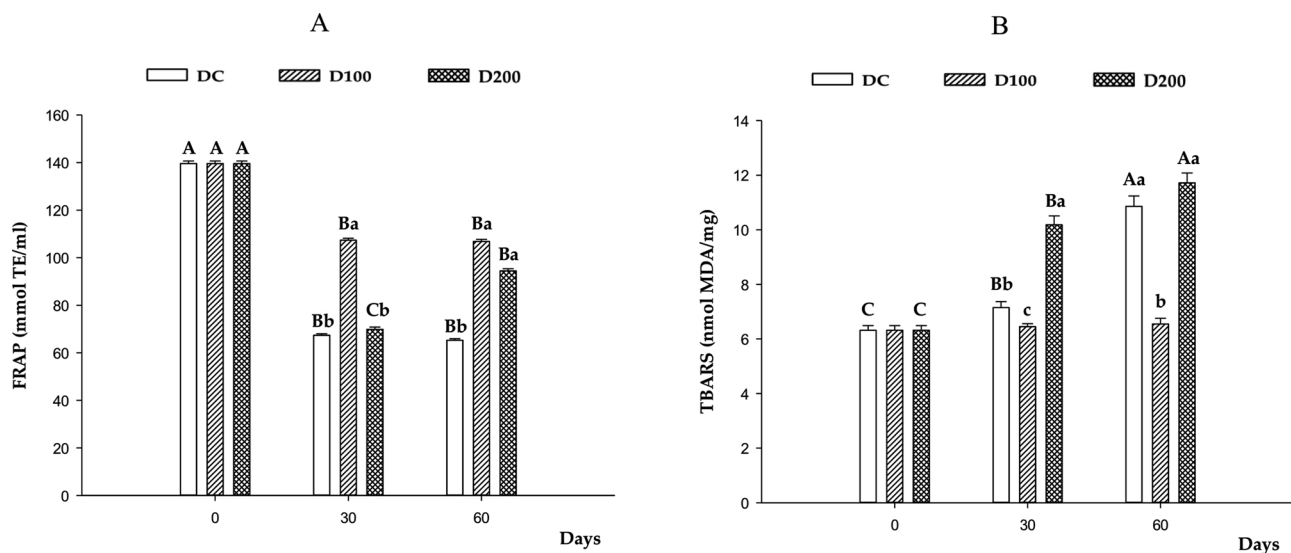 A
DC D100 D200
FRAP (mmol TE/ml)
160
140
120
100
80
60
40
20
0
A A A
Bb Ba Cb
Bb Ba Ba
0 30 60
Days
B
DC D100 D200
TBARS (nmol MDA/mg)
14
12
10
8
6
4
2
0
C C
Bb c Ba
Aa b Aa
0 30 60
Days